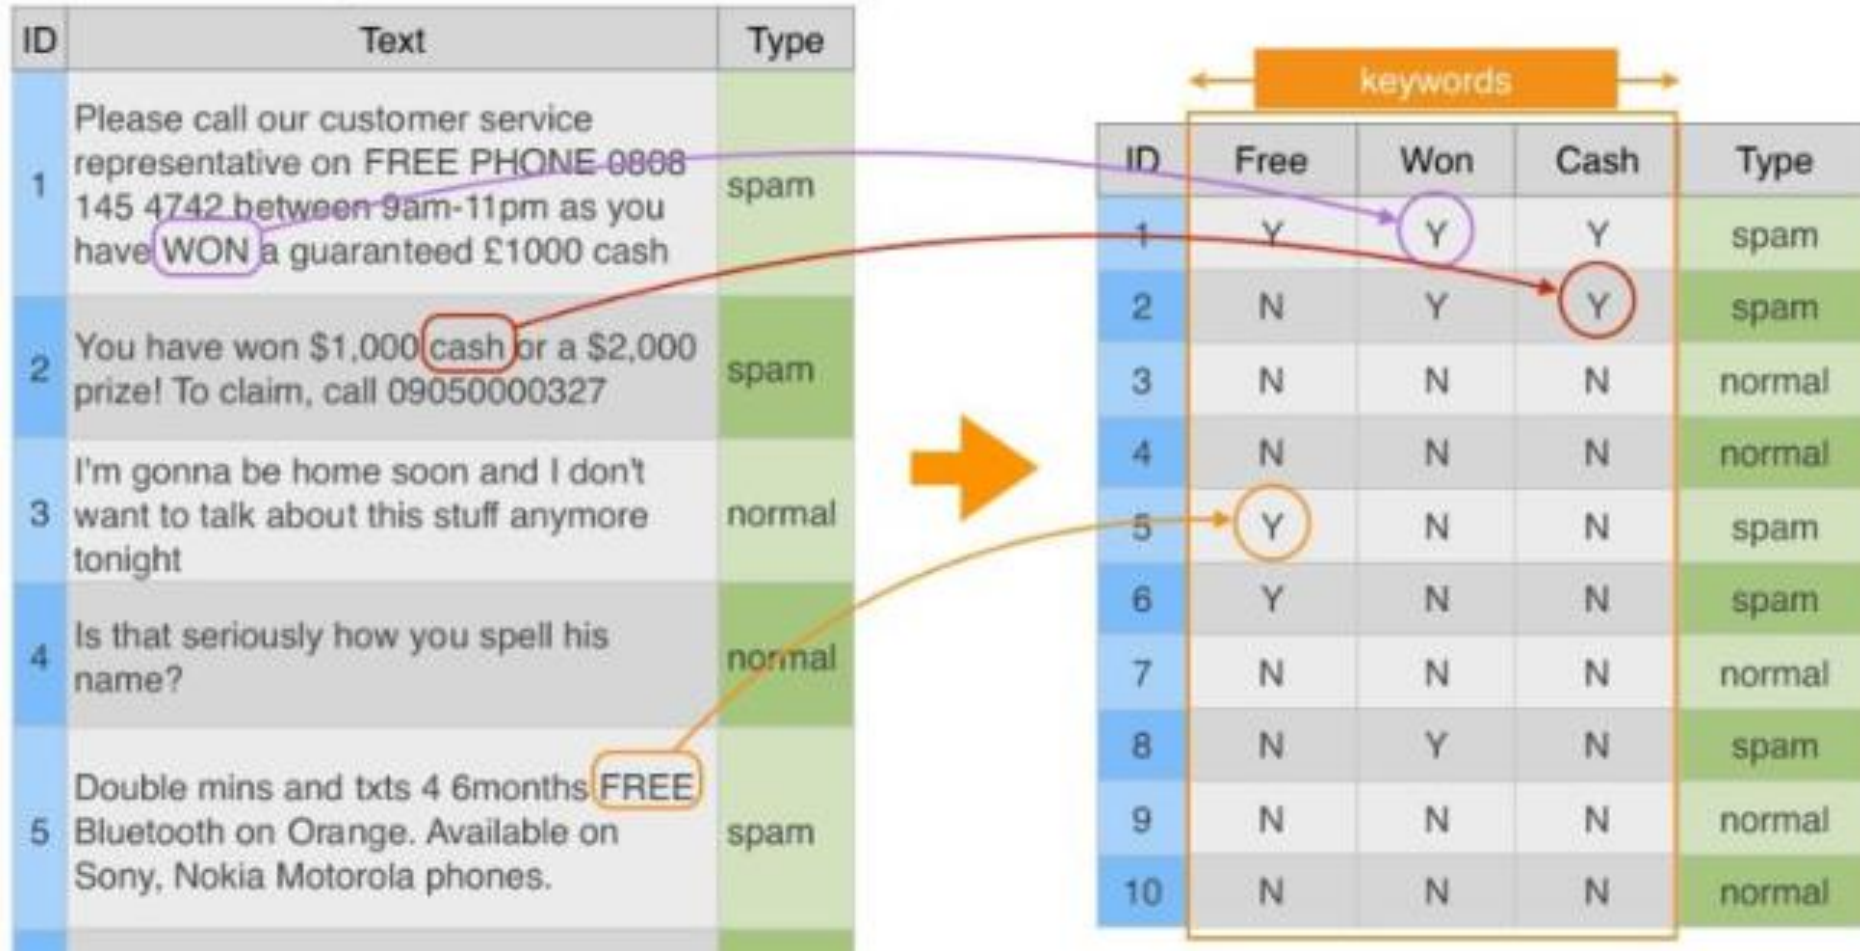 ID Text Type
1
Please call our customer service
representative on FREE PHONE 0808
145 4742 between 9am-11pm as you
have WON a guaranteed £1000 cash
spam
2
You have won $1,000 cash or a $2,000
prize! To claim, call 09050000327
spam
3
I'm gonna be home soon and I don't
want to talk about this stuff anymore
tonight
normal
4
Is that seriously how you spell his
name?
normal
5
Double mins and txts 4 6months FREE
Bluetooth on Orange. Available on
Sony, Nokia Motorola phones.
spam
keywords
ID Free Won Cash Type
1 Y Y Y spam
2 N Y Y spam
3 N N N normal
4 N N N normal
5 Y N N spam
6 Y N N spam
7 N N N normal
8 N Y N spam
9 N N N normal
10 N N N normal